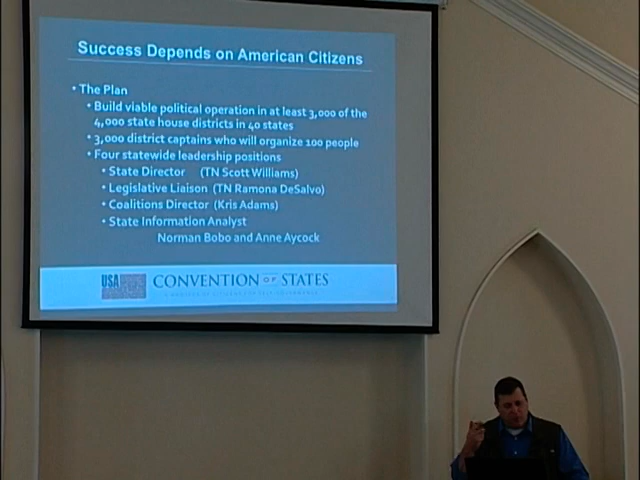 Success Depends on American Citizens
• The Plan
• Build viable political operation in at least 3,000 of the
4,000 state house districts in 40 states
• 3,000 district captains who will organize 100 people
• Four statewide leadership positions
• State Director (TN Scott Williams)
• Legislative Liaison (TN Ramona DeSalvo)
• Coalitions Director (Kris Adams)
• State Information Analyst
Norman Bobo and Anne Aycock
USA CONVENTION OF STATES